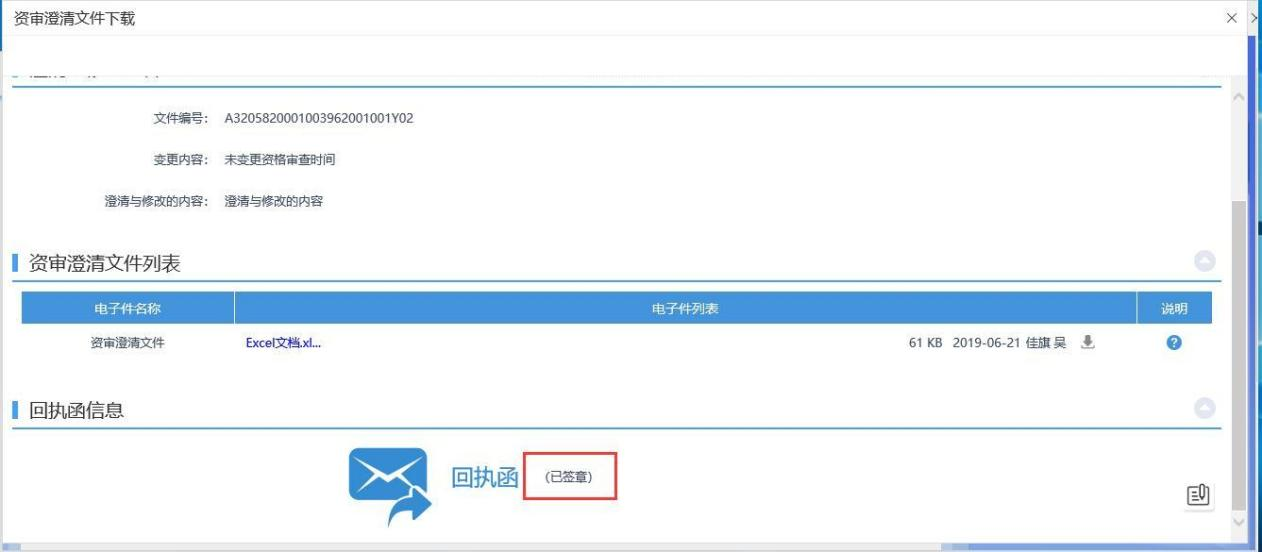 资审澄清文件下载
文件编号： A3205820001003962001001Y02
变更内容： 未变更资格审查时间
澄清与修改的内容： 澄清与修改的内容
资审澄清文件列表
电子件名称 电子件列表 说明
资审澄清文件 Excel文档.xl... 61 KB 2019-06-21 佳旗 吴
回执函信息
回执函 （已签章）